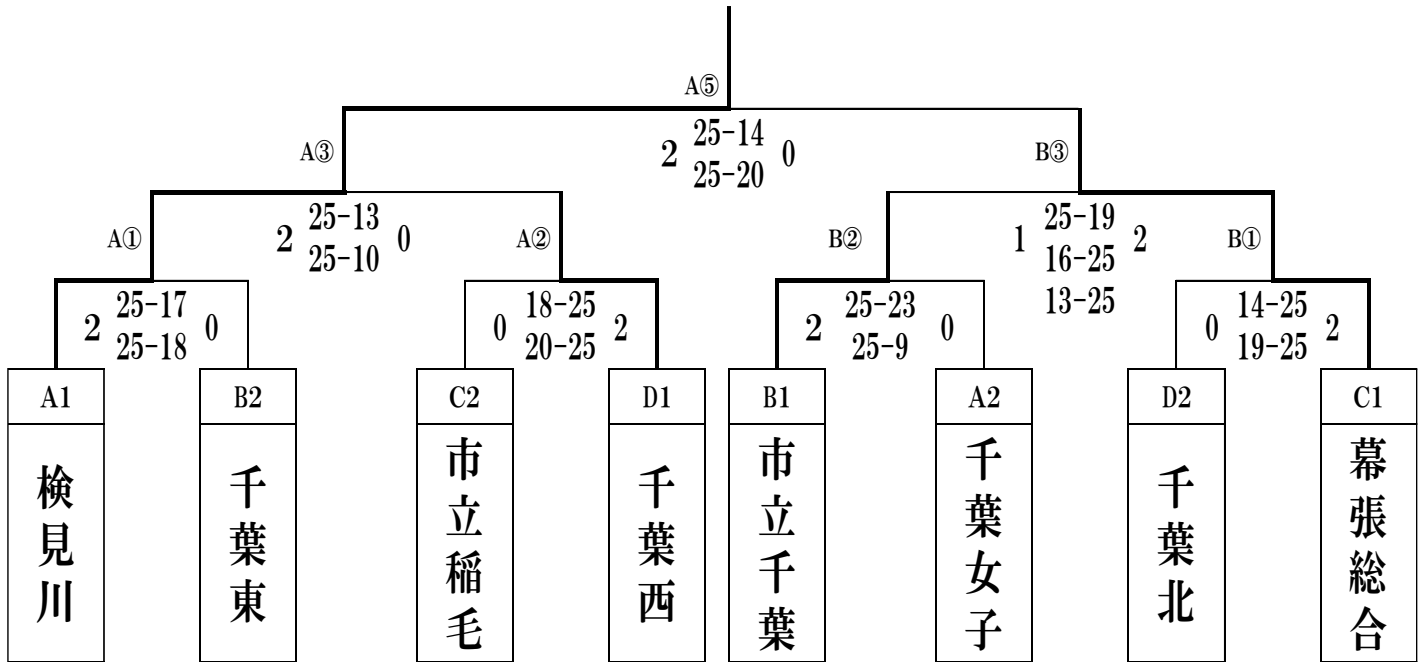 A⑤
25-14
2 0
25-20
A③
B③
25-13
2 0
25-10
25-19
1 16-25 2
13-25
A①
A②
B②
B①
25-17
2 0
25-18
18-25
0 2
20-25
25-23
2 0
25-9
14-25
0 2
19-25
A1
B2
C2
D1
B1
A2
D2
C1
検見川
千葉東
市立稲毛
千葉西
市立千葉
千葉女子
千葉北
幕張総合